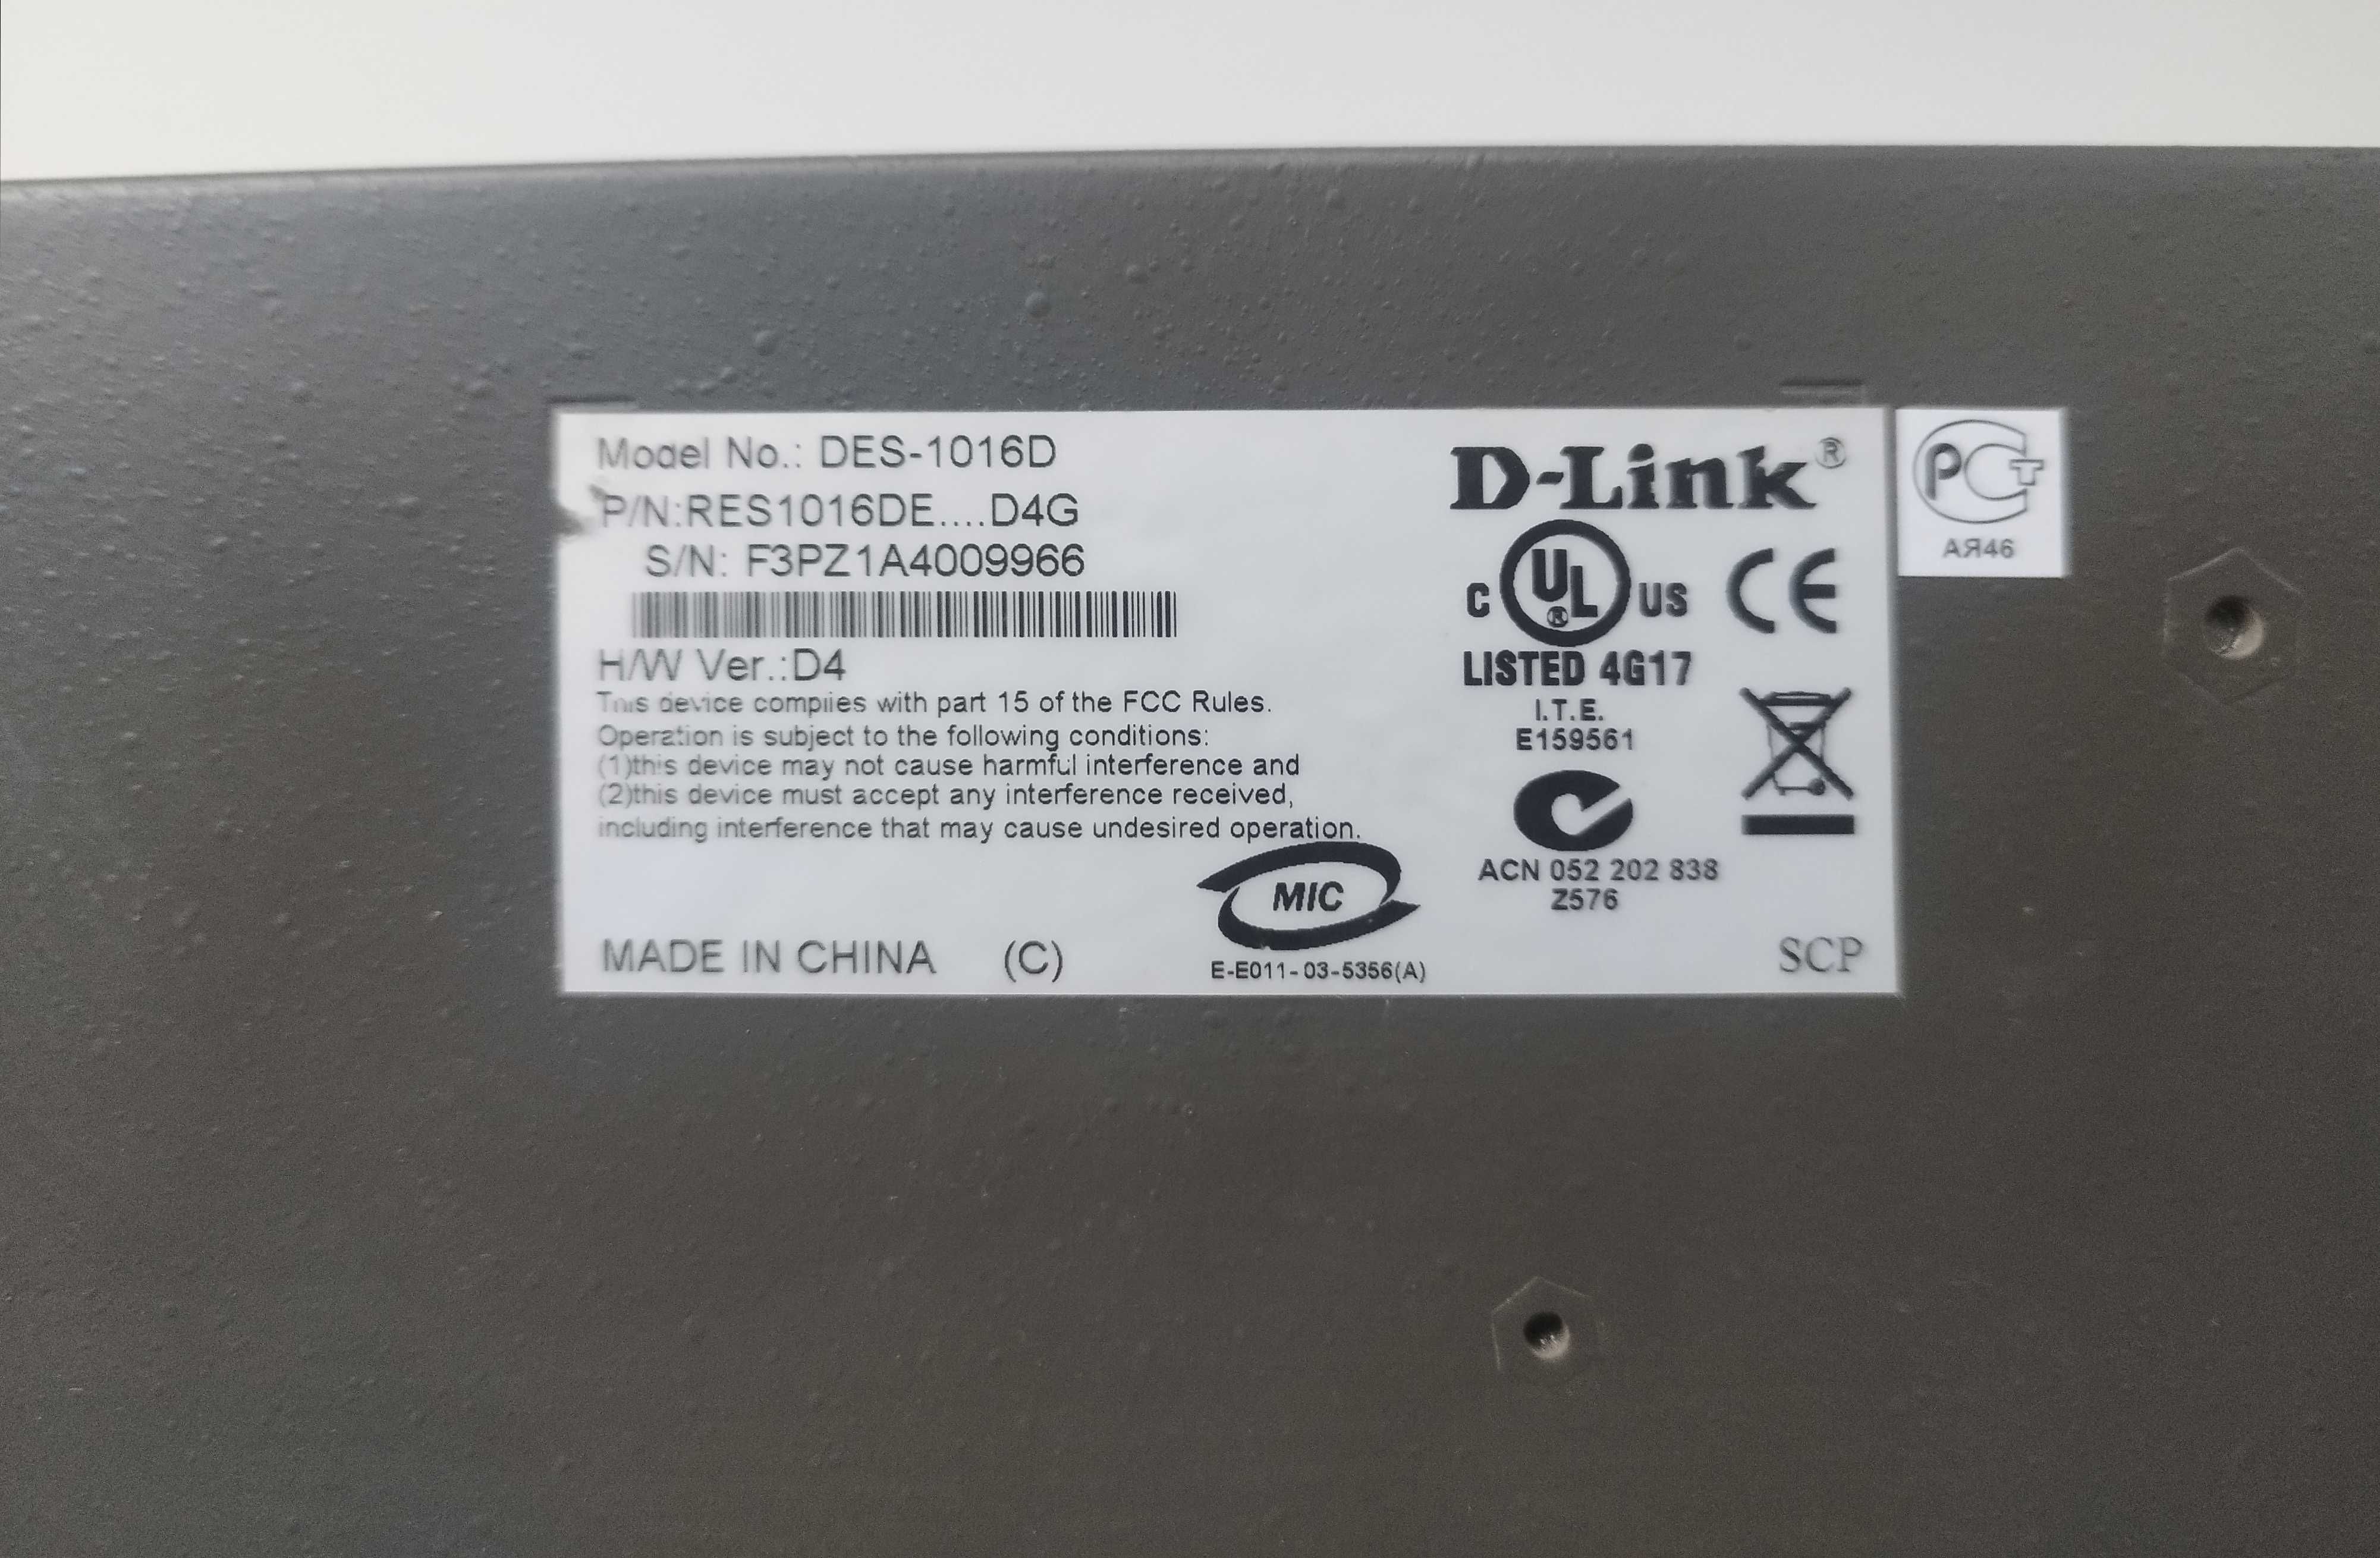 Model No.: DES-1016D
P/N:RES1016DE....D4G
S/N: F3PZ1A4009966
H/W Ver.:D4
This device complies with part 15 of the FCC Rules.
Operation is subject to the following conditions:
(1)this device may not cause harmful interference and
(2)this device must accept any interference received,
including interference that may cause undesired operation.
MADE IN CHINA (C)
MIC
E-E011-03-5356(A)
D-Link®
C UL® US CE
LISTED 4G17
I.T.E.
E159561
ACN 052 202 838
Z576
SCP
РСТ
АЯ46